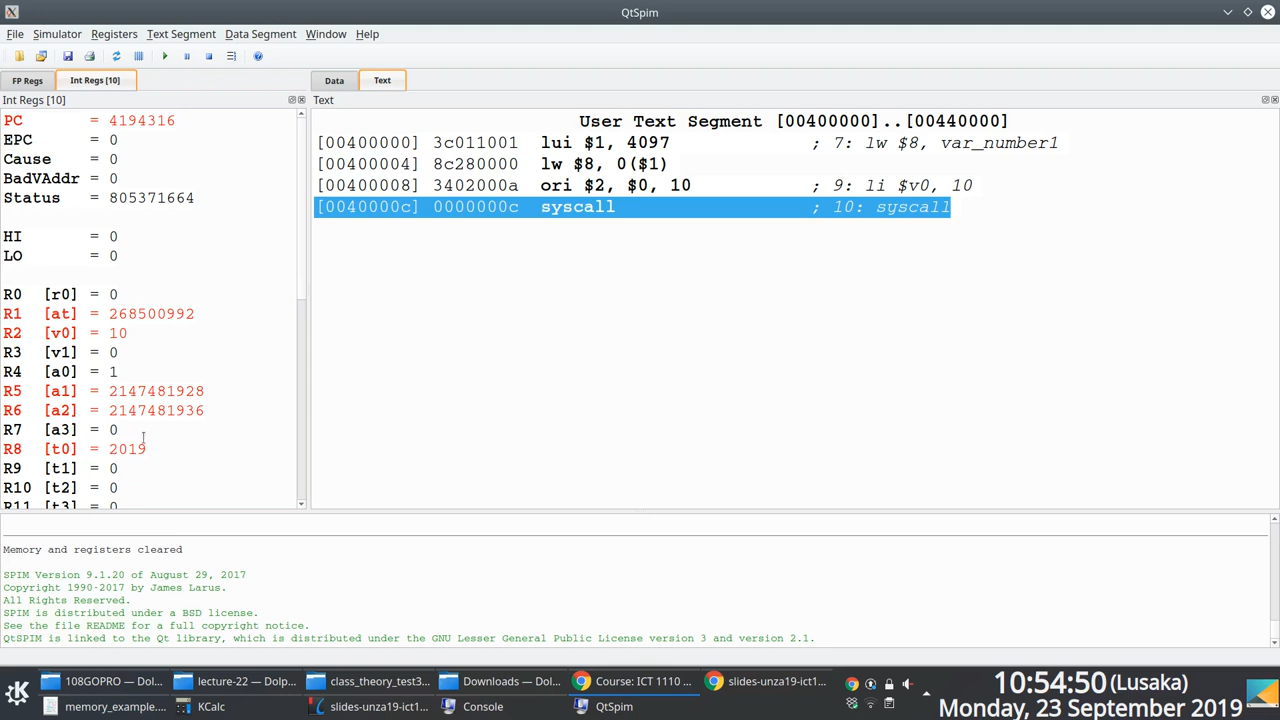 QtSpim
File Simulator Registers Text Segment Data Segment Window Help
FP Regs Int Regs [10] Data Text
Int Regs [10] Text
PC = 4194316
EPC = 0
Cause = 0
BadVAddr = 0
Status = 805371664
HI = 0
LO = 0
R0 [r0] = 0
R1 [at] = 268500992
R2 [v0] = 10
R3 [v1] = 0
R4 [a0] = 1
R5 [a1] = 2147481928
R6 [a2] = 2147481936
R7 [a3] = 0
R8 [t0] = 2019
R9 [t1] = 0
R10 [t2] = 0
R11 [t3] = 0
User Text Segment [00400000]..[00440000]
[00400000] 3c011001 lui $1, 4097 ; 7: lw $8, var_number1
[00400004] 8c280000 lw $8, 0($1)
[00400008] 3402000a ori $2, $0, 10 ; 9: li $v0, 10
[0040000c] 0000000c syscall ; 10: syscall
Memory and registers cleared
SPIM Version 9.1.20 of August 29, 2017
Copyright 1990-2017 by James Larus.
All Rights Reserved.
SPIM is distributed under a BSD license.
See the file README for a full copyright notice.
QtSPIM is linked to the Qt library, which is distributed under the GNU Lesser General Public License version 3 and version 2.1.
108GOPRO — Dol... lecture-22 — Dolp... class_theory_test3... Downloads — Dol... Course: ICT 1110 ... slides-unza19-ict1...
memory_example.... KCalc slides-unza19-ict1... Console QtSpim
10:54:50 (Lusaka)
Monday, 23 September 2019